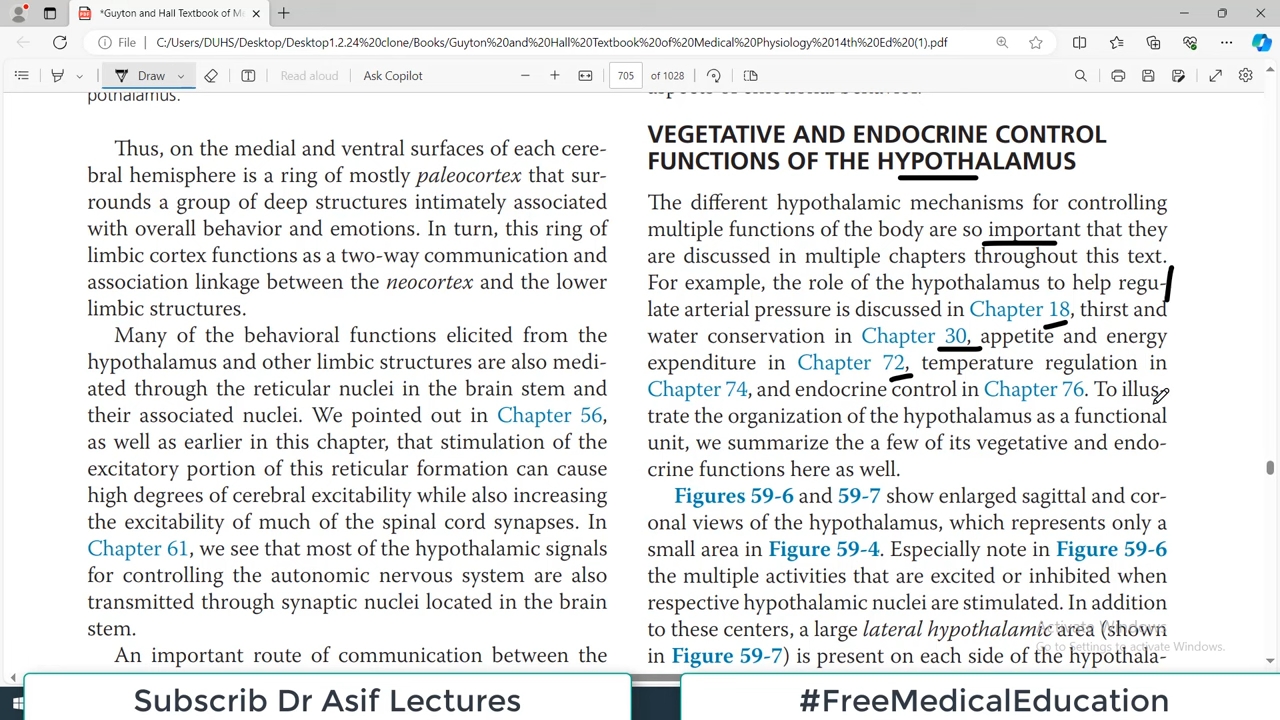 *Guyton and Hall Textbook of Me
File
C:/Users/DUHS/Desktop/Desktop1.2.24%20clone/Books/Guyton%20and%20Hall%20Textbook%20of%20Medical%20Physiology%2014th%20Ed%20(1).pdf
Draw
Read aloud
Ask Copilot
705 of 1028
pothalamus.
Thus, on the medial and ventral surfaces of each cere-
bral hemisphere is a ring of mostly paleocortex that sur-
rounds a group of deep structures intimately associated
with overall behavior and emotions. In turn, this ring of
limbic cortex functions as a two-way communication and
association linkage between the neocortex and the lower
limbic structures.
Many of the behavioral functions elicited from the
hypothalamus and other limbic structures are also medi-
ated through the reticular nuclei in the brain stem and
their associated nuclei. We pointed out in Chapter 56,
as well as earlier in this chapter, that stimulation of the
excitatory portion of this reticular formation can cause
high degrees of cerebral excitability while also increasing
the excitability of much of the spinal cord synapses. In
Chapter 61, we see that most of the hypothalamic signals
for controlling the autonomic nervous system are also
transmitted through synaptic nuclei located in the brain
stem.
An important route of communication between the
aspects of emotional behavior.
VEGETATIVE AND ENDOCRINE CONTROL
FUNCTIONS OF THE HYPOTHALAMUS
The different hypothalamic mechanisms for controlling
multiple functions of the body are so important that they
are discussed in multiple chapters throughout this text.
For example, the role of the hypothalamus to help regu-
late arterial pressure is discussed in Chapter 18, thirst and
water conservation in Chapter 30, appetite and energy
expenditure in Chapter 72, temperature regulation in
Chapter 74, and endocrine control in Chapter 76. To illus-
trate the organization of the hypothalamus as a functional
unit, we summarize the a few of its vegetative and endo-
crine functions here as well.
Figures 59-6 and 59-7 show enlarged sagittal and cor-
onal views of the hypothalamus, which represents only a
small area in Figure 59-4. Especially note in Figure 59-6
the multiple activities that are excited or inhibited when
respective hypothalamic nuclei are stimulated. In addition
to these centers, a large lateral hypothalamic area (shown
in Figure 59-7) is present on each side of the hypothala-
Activate Windows
Go to Settings to activate Windows.
Subscrib Dr Asif Lectures
#FreeMedicalEducation